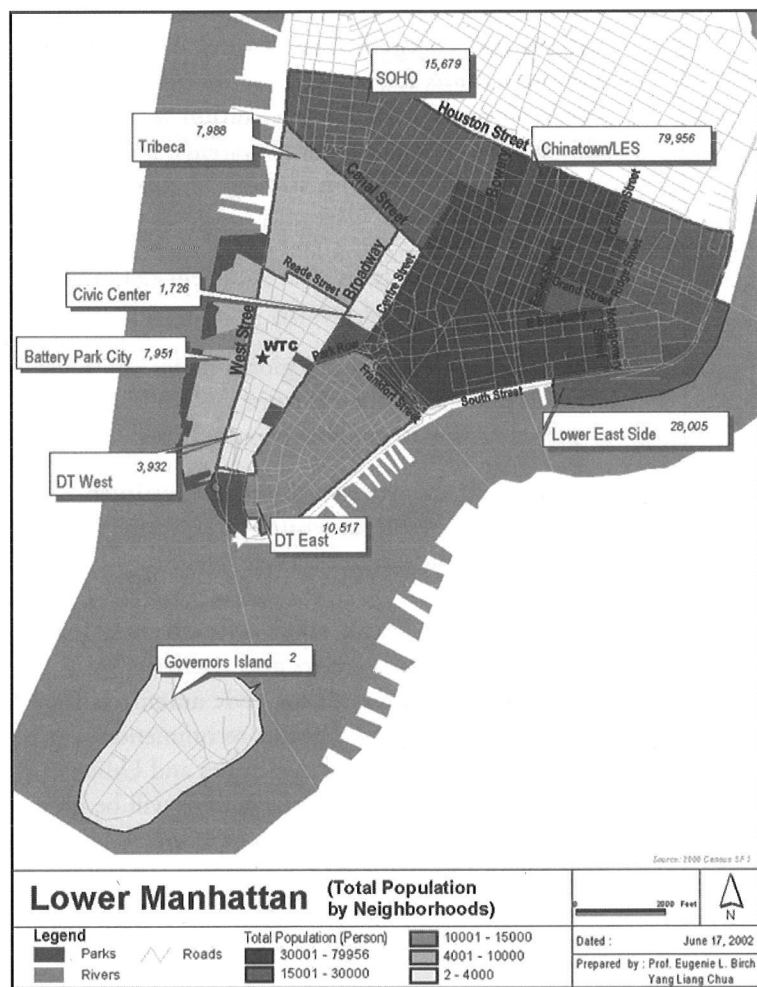 15,679
SOHO
Houston Street
7,988
Tribeca
79,956
Chinatown/LES
Canal Street
Bowery
Broadway
Centre Street
Reade Street
Civic Center 1,726
Grand Street
Ridge Street
Montgomery
West Street
WTC
Park Row
Battery Park City 7,951
Frankfort Street
South Street
Lower East Side 28,005
3,932
DT West
10,517
DT East
Governors Island 2
Source: 2000 Census SF 1
Lower Manhattan (Total Population
by Neighborhoods)
0 2000 Feet
N
Legend
Parks Roads
Rivers
Total Population (Person)
30001 - 79956
15001 - 30000
10001 - 15000
4001 - 10000
2 - 4000
Dated : June 17, 2002
Prepared by : Prof. Eugenie L. Birch
Yang Liang Chua